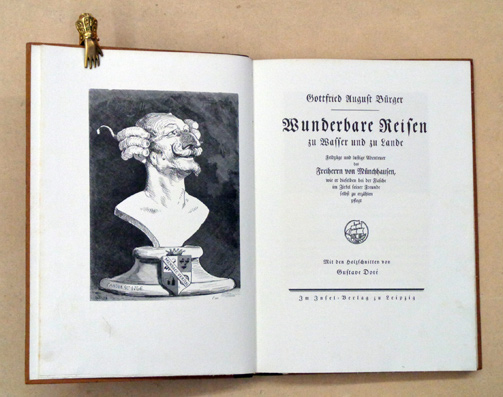 Gottfried August Bürger
Wunderbare Reisen
zu Wasser und zu Lande
Feldzüge und lustige Abenteuer
des
Freiherrn von Münchhausen,
wie er dieselben bei der Flasche
im Zirkel seiner Freunde
selbst zu erzählen
pflegt
Mit den Holzschnitten von
Gustave Doré
Im Insel-Verlag zu Leipzig